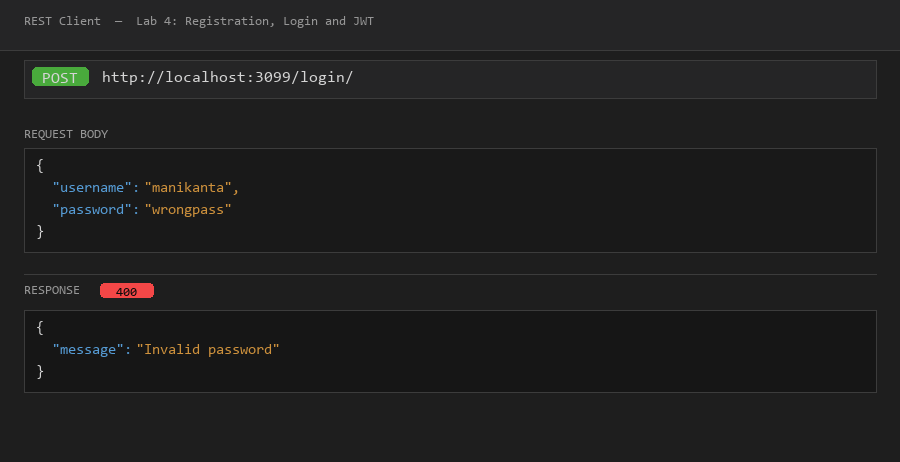 REST Client  —  Lab 4: Registration, Login and JWT
POST http://localhost:3099/login/
REQUEST BODY
{
"username": "manikanta",
"password": "wrongpass"
}
RESPONSE 400
{
"message": "Invalid password"
}